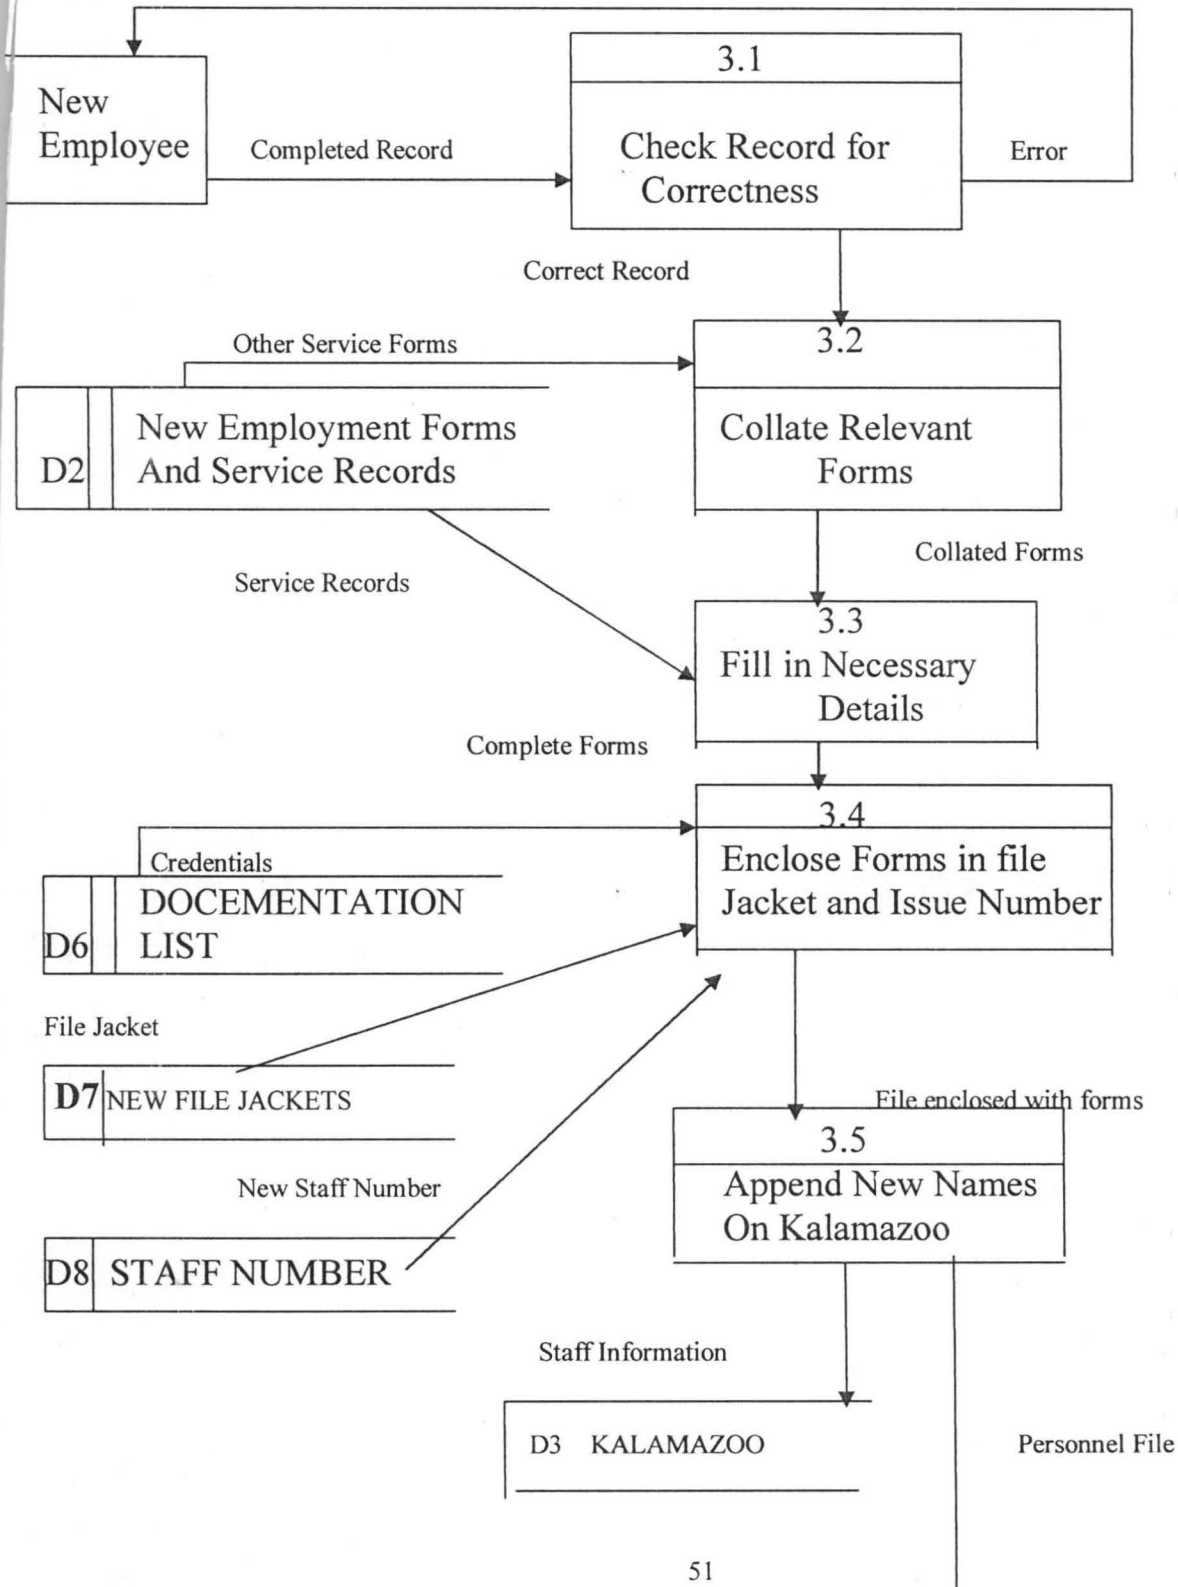 3.1
New
Employee
Completed Record
Check Record for
Correctness
Error
Correct Record
3.2
Other Service Forms
New Employment Forms
D2 And Service Records
Collate Relevant
Forms
Collated Forms
Service Records
3.3
Fill in Necessary
Details
Complete Forms
3.4
Credentials
Enclose Forms in file
Jacket and Issue Number
DOCEMENTATION
D6 LIST
File Jacket
D7 NEW FILE JACKETS
File enclosed with forms
3.5
New Staff Number
Append New Names
On Kalamazoo
D8 STAFF NUMBER
Staff Information
D3 KALAMAZOO
Personnel File
51